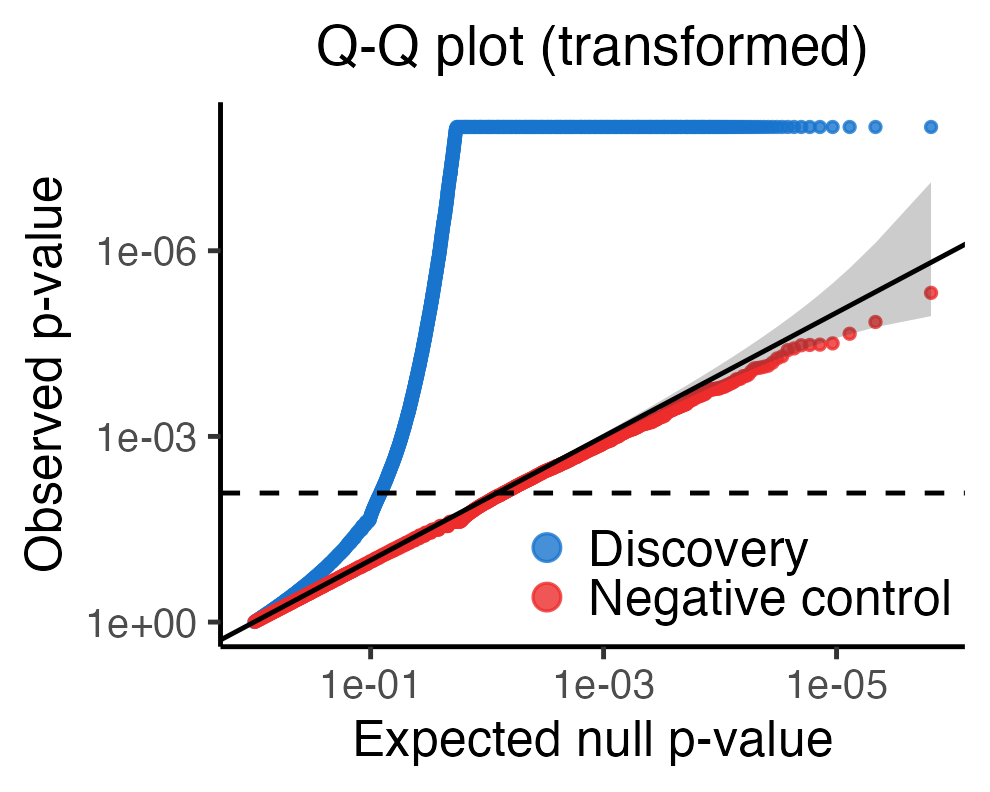 Q-Q plot (transformed)
Observed p-value
1e-06
1e-03
1e+00
Discovery
Negative control
1e-01
1e-03
1e-05
Expected null p-value